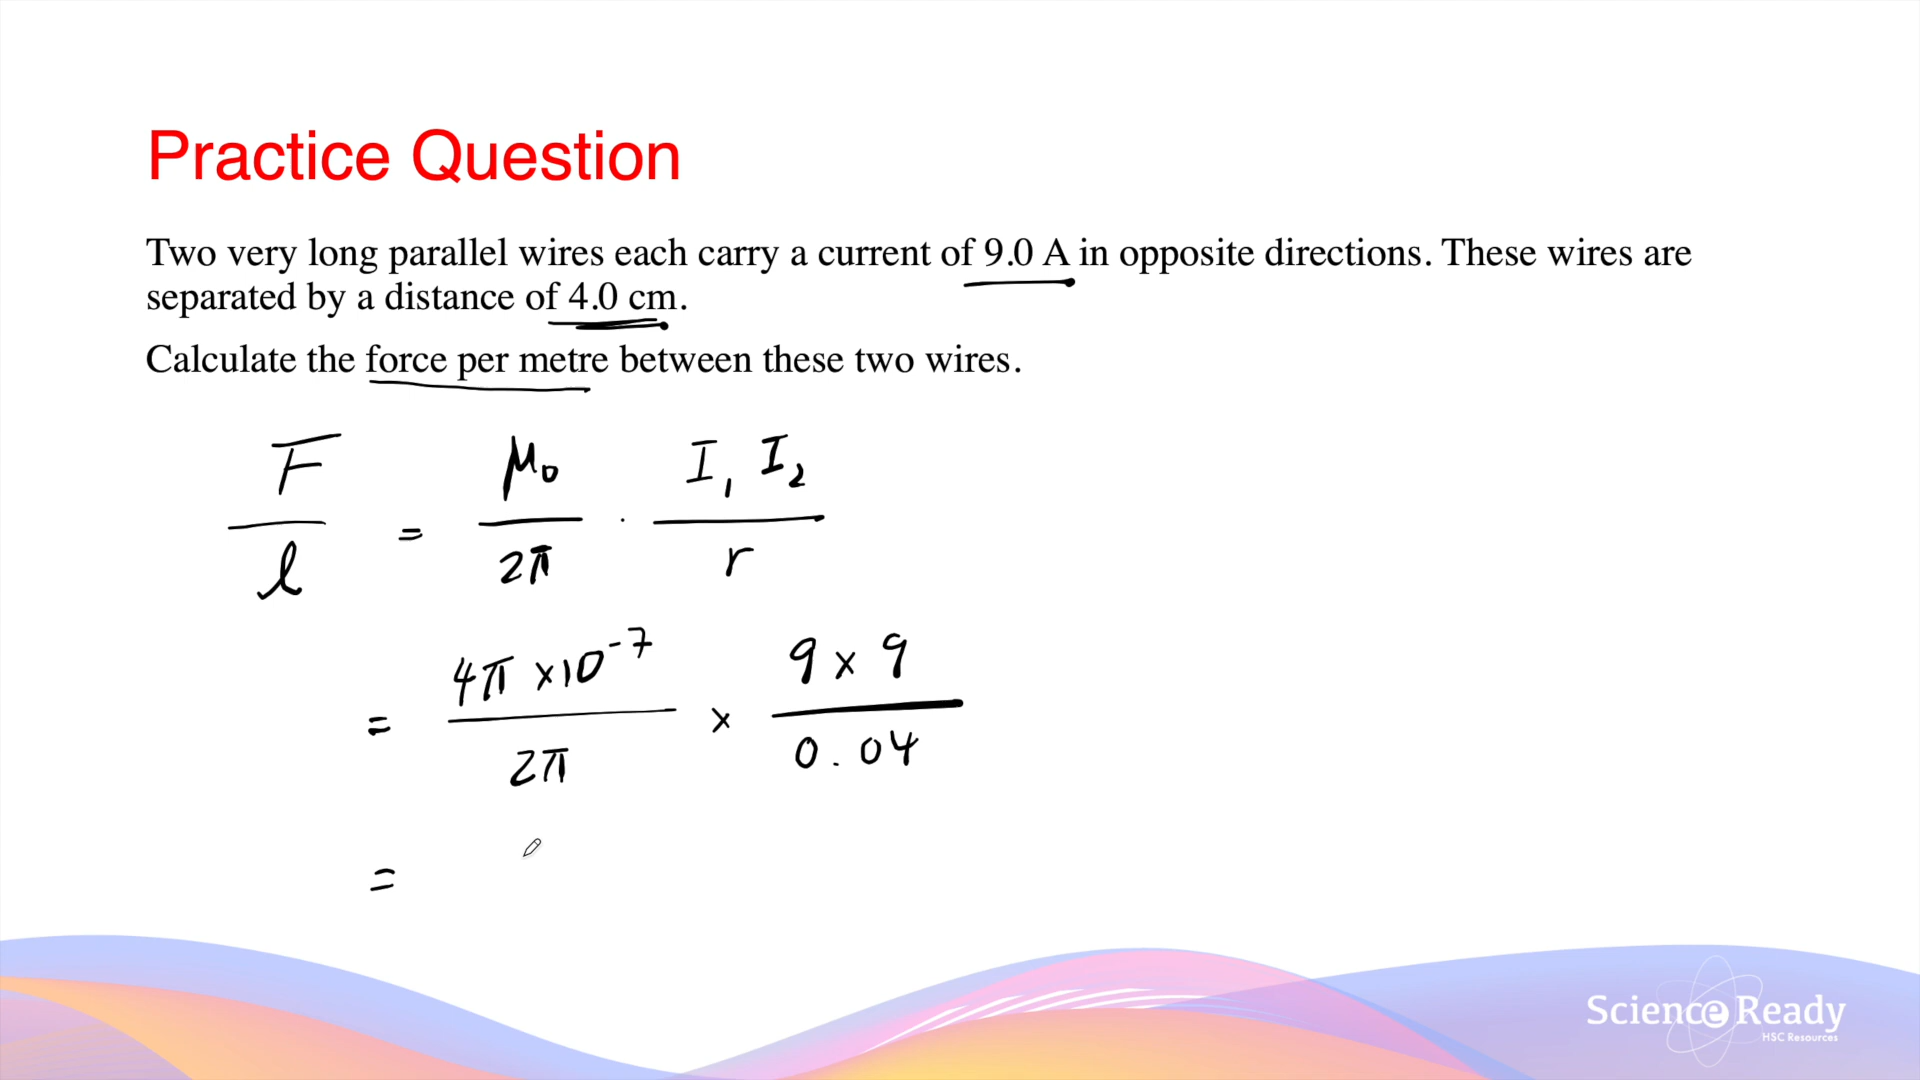 Practice Question
Two very long parallel wires each carry a current of 9.0 A in opposite directions. These wires are
separated by a distance of 4.0 cm.
Calculate the force per metre between these two wires.
F/l = μ₀/2π · I₁ I₂/r
= 4π ×10⁻⁷/2π × 9 × 9/0.04
=
Science Ready
HSC Resources